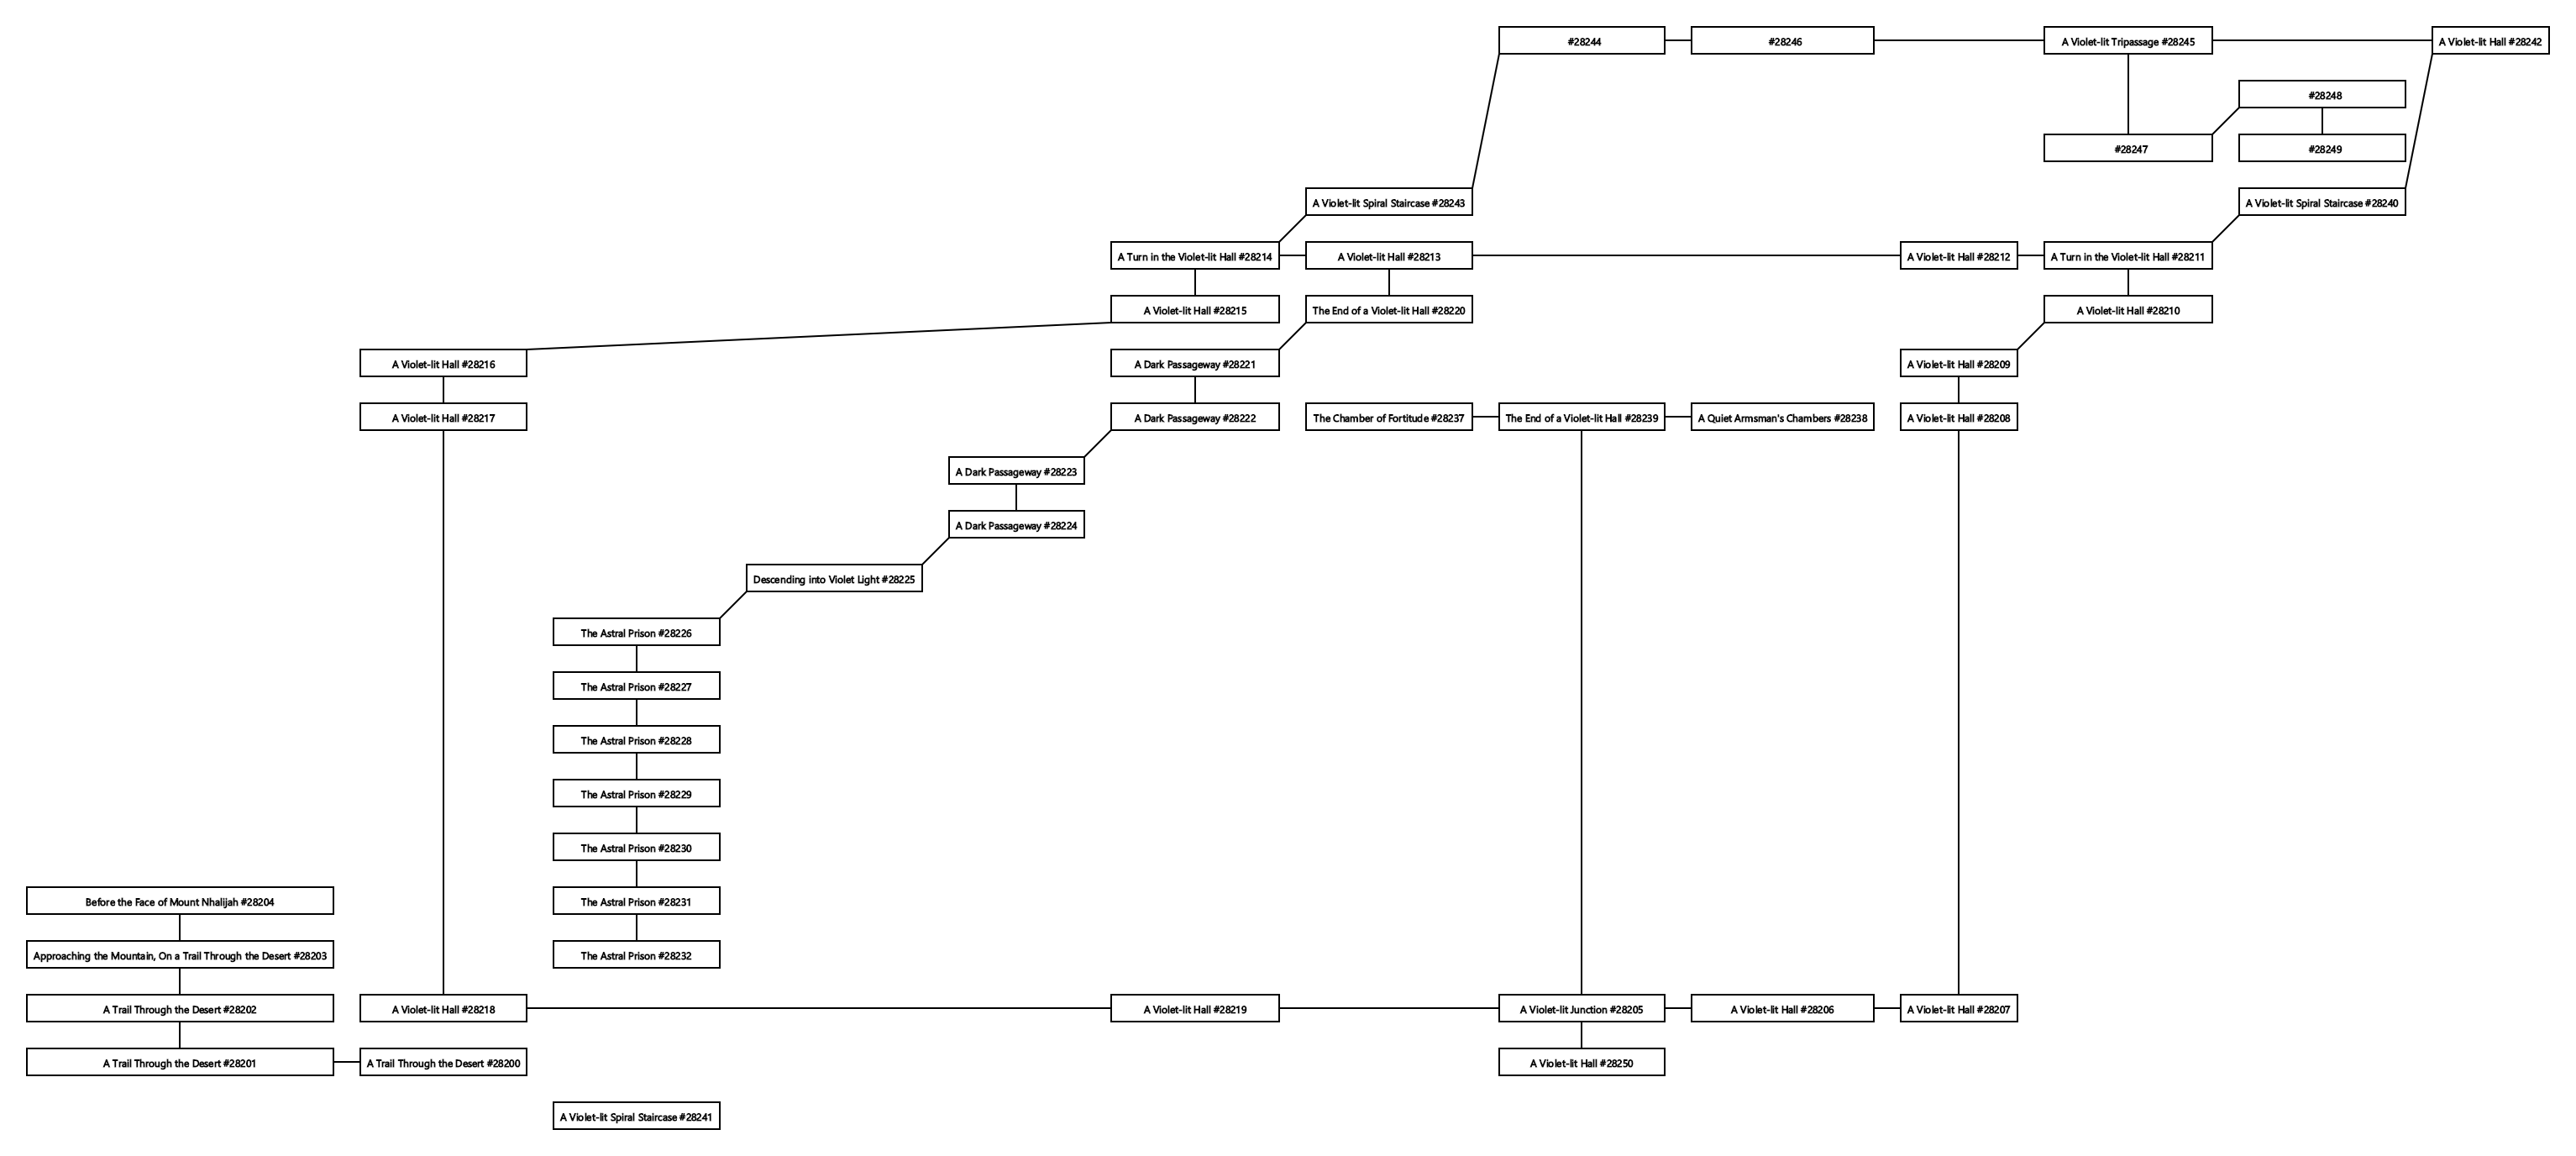 #28244
#28246
A Violet-lit Tripassage #28245
A Violet-lit Hall #28242
#28248
#28247
#28249
A Violet-lit Spiral Staircase #28243
A Violet-lit Spiral Staircase #28240
A Turn in the Violet-lit Hall #28214
A Violet-lit Hall #28213
A Violet-lit Hall #28212
A Turn in the Violet-lit Hall #28211
A Violet-lit Hall #28215
The End of a Violet-lit Hall #28220
A Violet-lit Hall #28210
A Violet-lit Hall #28216
A Dark Passageway #28221
A Violet-lit Hall #28209
A Violet-lit Hall #28217
A Dark Passageway #28222
The Chamber of Fortitude #28237
The End of a Violet-lit Hall #28239
A Quiet Armsman's Chambers #28238
A Violet-lit Hall #28208
A Dark Passageway #28223
A Dark Passageway #28224
Descending into Violet Light #28225
The Astral Prison #28226
The Astral Prison #28227
The Astral Prison #28228
The Astral Prison #28229
The Astral Prison #28230
Before the Face of Mount Nhalijah #28204
The Astral Prison #28231
Approaching the Mountain, On a Trail Through the Desert #28203
The Astral Prison #28232
A Trail Through the Desert #28202
A Violet-lit Hall #28218
A Violet-lit Hall #28219
A Violet-lit Junction #28205
A Violet-lit Hall #28206
A Violet-lit Hall #28207
A Trail Through the Desert #28201
A Trail Through the Desert #28200
A Violet-lit Hall #28250
A Violet-lit Spiral Staircase #28241